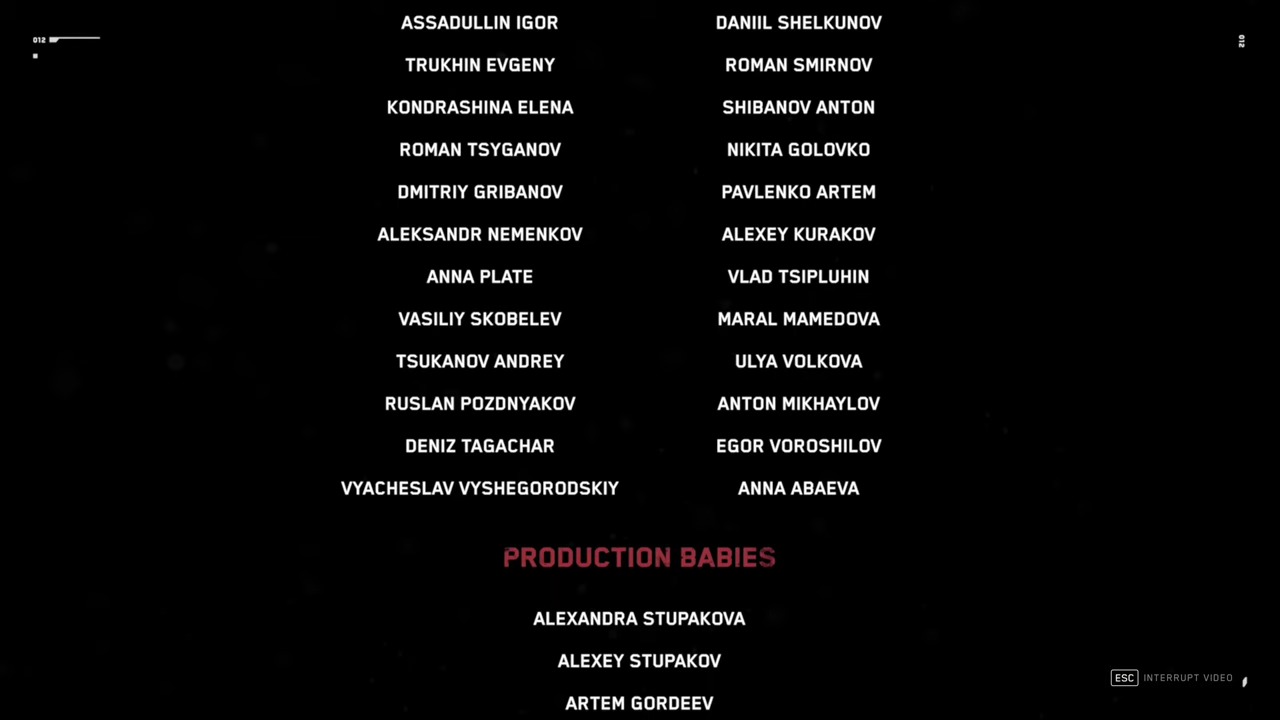 ASSADULLIN IGOR DANIIL SHELKUNOV
012 012
TRUKHIN EVGENY ROMAN SMIRNOV
KONDRASHINA ELENA SHIBANOV ANTON
ROMAN TSYGANOV NIKITA GOLOVKO
DMITRIY GRIBANOV PAVLENKO ARTEM
ALEKSANDR NEMENKOV ALEXEY KURAKOV
ANNA PLATE VLAD TSIPLUHIN
VASILIY SKOBELEV MARAL MAMEDOVA
TSUKANOV ANDREY ULYA VOLKOVA
RUSLAN POZDNYAKOV ANTON MIKHAYLOV
DENIZ TAGACHAR EGOR VOROSHILOV
VYACHESLAV VYSHEGORODSKIY ANNA ABAEVA
PRODUCTION BABIES
ALEXANDRA STUPAKOVA
ALEXEY STUPAKOV
ESC INTERRUPT VIDEO
ARTEM GORDEEV